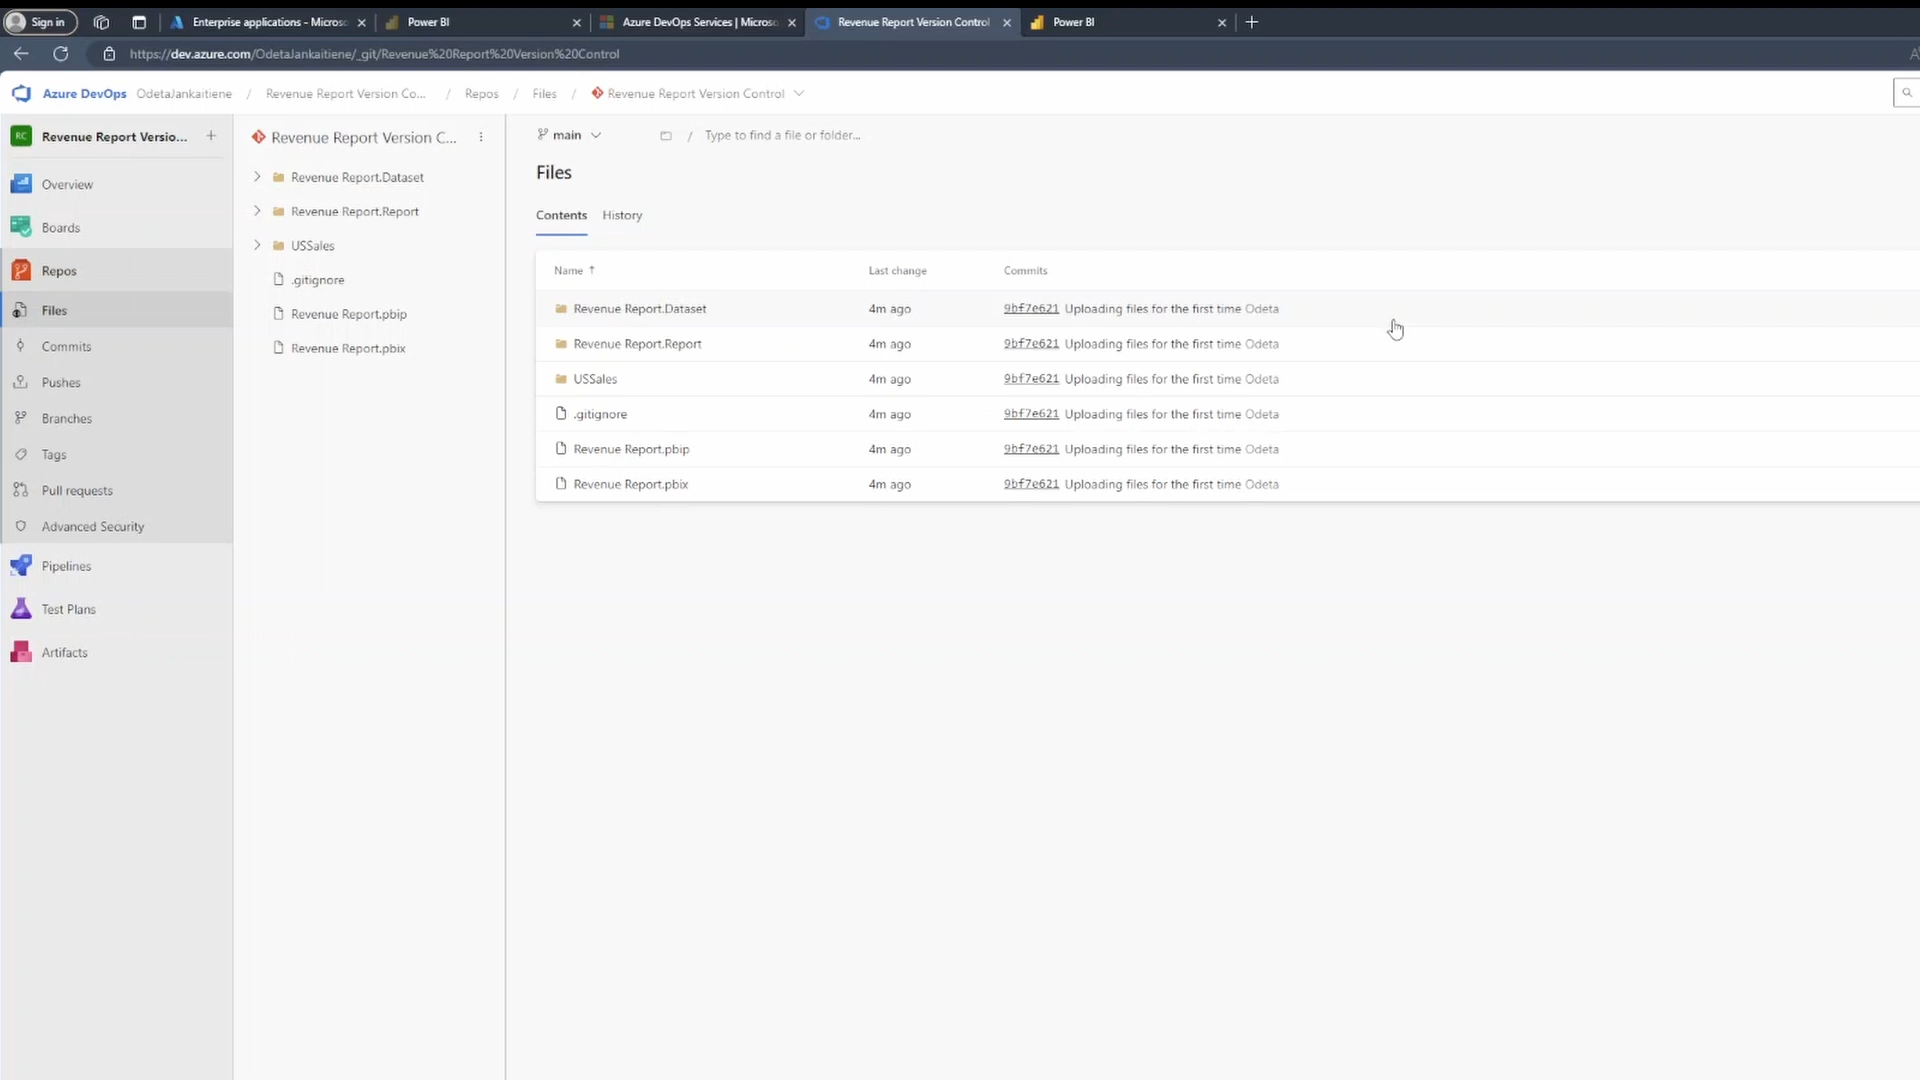 Sign in
Enterprise applications - Micros
Power BI
Azure DevOps Services | Micros
Revenue Report Version Control
Power BI
https://dev.azure.com/OdetaJankaitiene/_git/Revenue%20Report%20Version%20Control
Azure DevOps OdetaJankaitiene / Revenue Report Version Co... / Repos / Files / Revenue Report Version Control
RC Revenue Report Versio... +
Overview
Boards
Repos
Files
Commits
Pushes
Branches
Tags
Pull requests
Advanced Security
Pipelines
Test Plans
Artifacts
Revenue Report Version C...
Revenue Report.Dataset
Revenue Report.Report
USSales
.gitignore
Revenue Report.pbip
Revenue Report.pbix
main / Type to find a file or folder...
Files
Contents History
Name ↑ Last change Commits
Revenue Report.Dataset 4m ago 9bf7e621 Uploading files for the first time Odeta
Revenue Report.Report 4m ago 9bf7e621 Uploading files for the first time Odeta
USSales 4m ago 9bf7e621 Uploading files for the first time Odeta
.gitignore 4m ago 9bf7e621 Uploading files for the first time Odeta
Revenue Report.pbip 4m ago 9bf7e621 Uploading files for the first time Odeta
Revenue Report.pbix 4m ago 9bf7e621 Uploading files for the first time Odeta